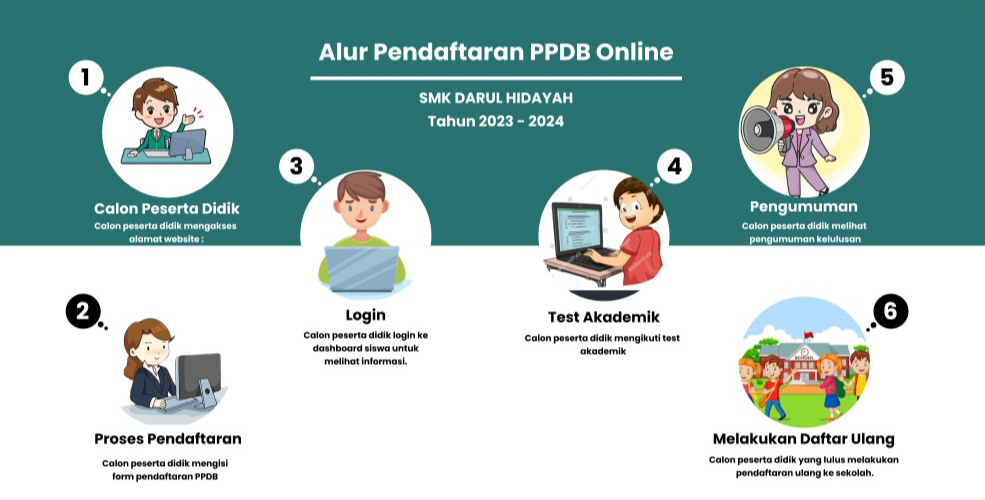 Alur Pendaftaran PPDB Online
SMK DARUL HIDAYAH
Tahun 2023 - 2024
1
Calon Peserta Didik
Calon peserta didik mengakses
alamat website :
2
Proses Pendaftaran
Calon peserta didik mengisi
form pendaftaran PPDB
3
Login
Calon peserta didik login ke
dashboard siswa untuk
melihat informasi.
4
Test Akademik
Calon peserta didik mengikuti test
akademik
5
Pengumuman
Calon peserta didik melihat
pengumuman kelulusan
6
SCHOOL
Melakukan Daftar Ulang
Calon peserta didik yang lulus melakukan
pendaftaran ulang ke sekolah.